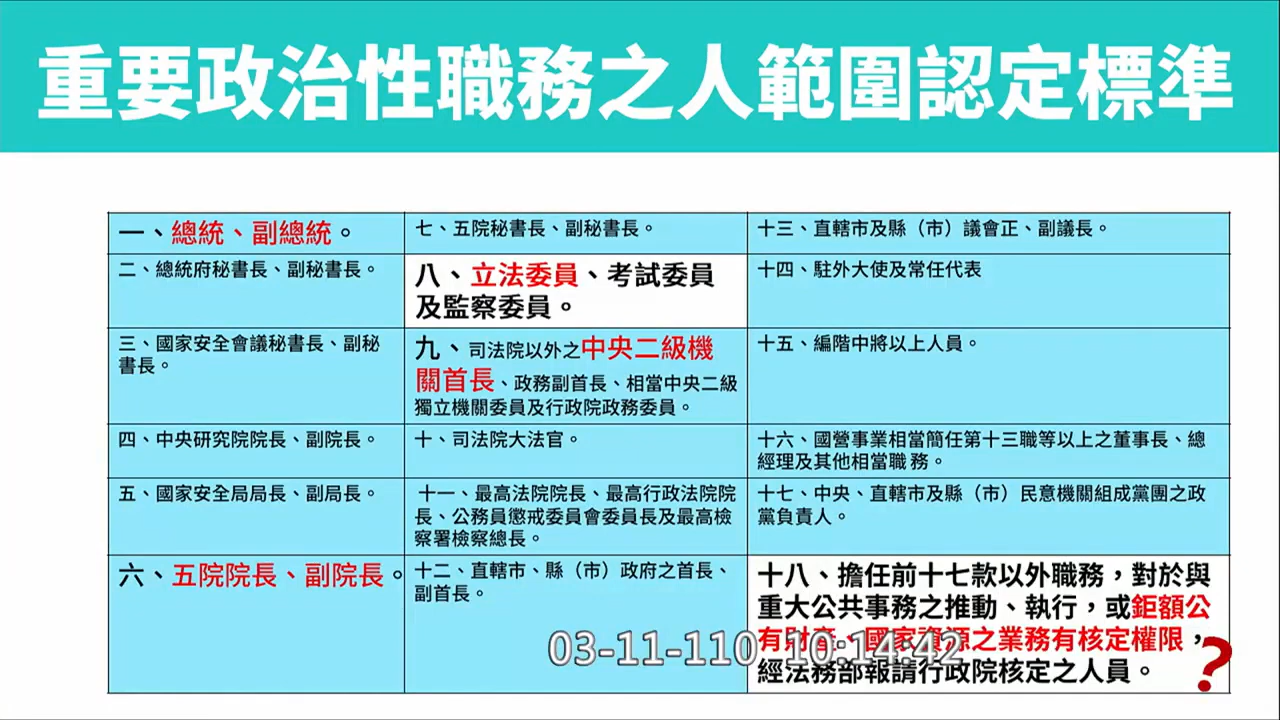 重要政治性職務之人範圍認定標準
一、總統、副總統。
七、五院秘書長、副秘書長。
十三、直轄市及縣（市）議會正、副議長。
二、總統府秘書長、副秘書長。
八、立法委員、考試委員
及監察委員。
十四、駐外大使及常任代表
三、國家安全會議秘書長、副秘
書長。
九、司法院以外之中央二級機
關首長、政務副首長、相當中央二級
獨立機關委員及行政院政務委員。
十五、編階中將以上人員。
四、中央研究院院長、副院長。
十、司法院大法官。
十六、國營事業相當簡任第十三職等以上之董事長、總
經理及其他相當職務。
五、國家安全局局長、副局長。
十一、最高法院院長、最高行政法院院
長、公務員懲戒委員會委員長及最高檢
察署檢察總長。
十七、中央、直轄市及縣（市）民意機關組成黨團之政
黨負責人。
六、五院院長、副院長。
十二、直轄市、縣（市）政府之首長、
副首長。
十八、擔任前十七款以外職務，對於與
重大公共事務之推動、執行，或鉅額公
有財產、國家資源之業務有核定權限，
經法務部報請行政院核定之人員。
?
03-11-110 10:14:42